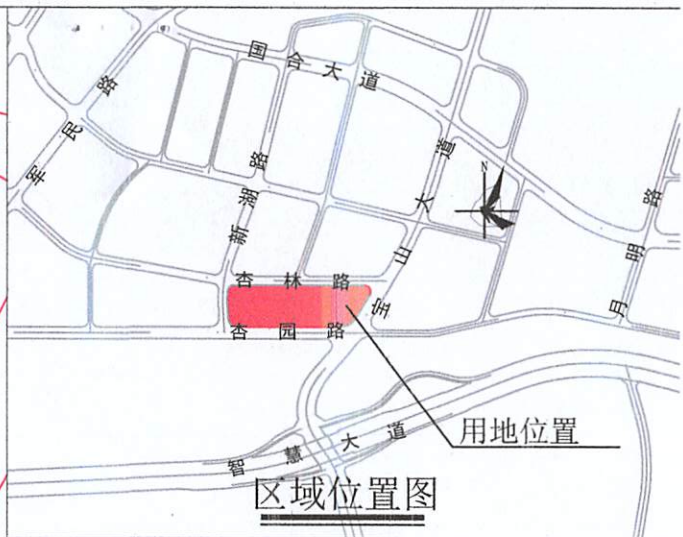 国合大道
军民路
新湖路
宝山大道
N
明月路
杏林路
杏园路
用地位置
智慧大道
区域位置图